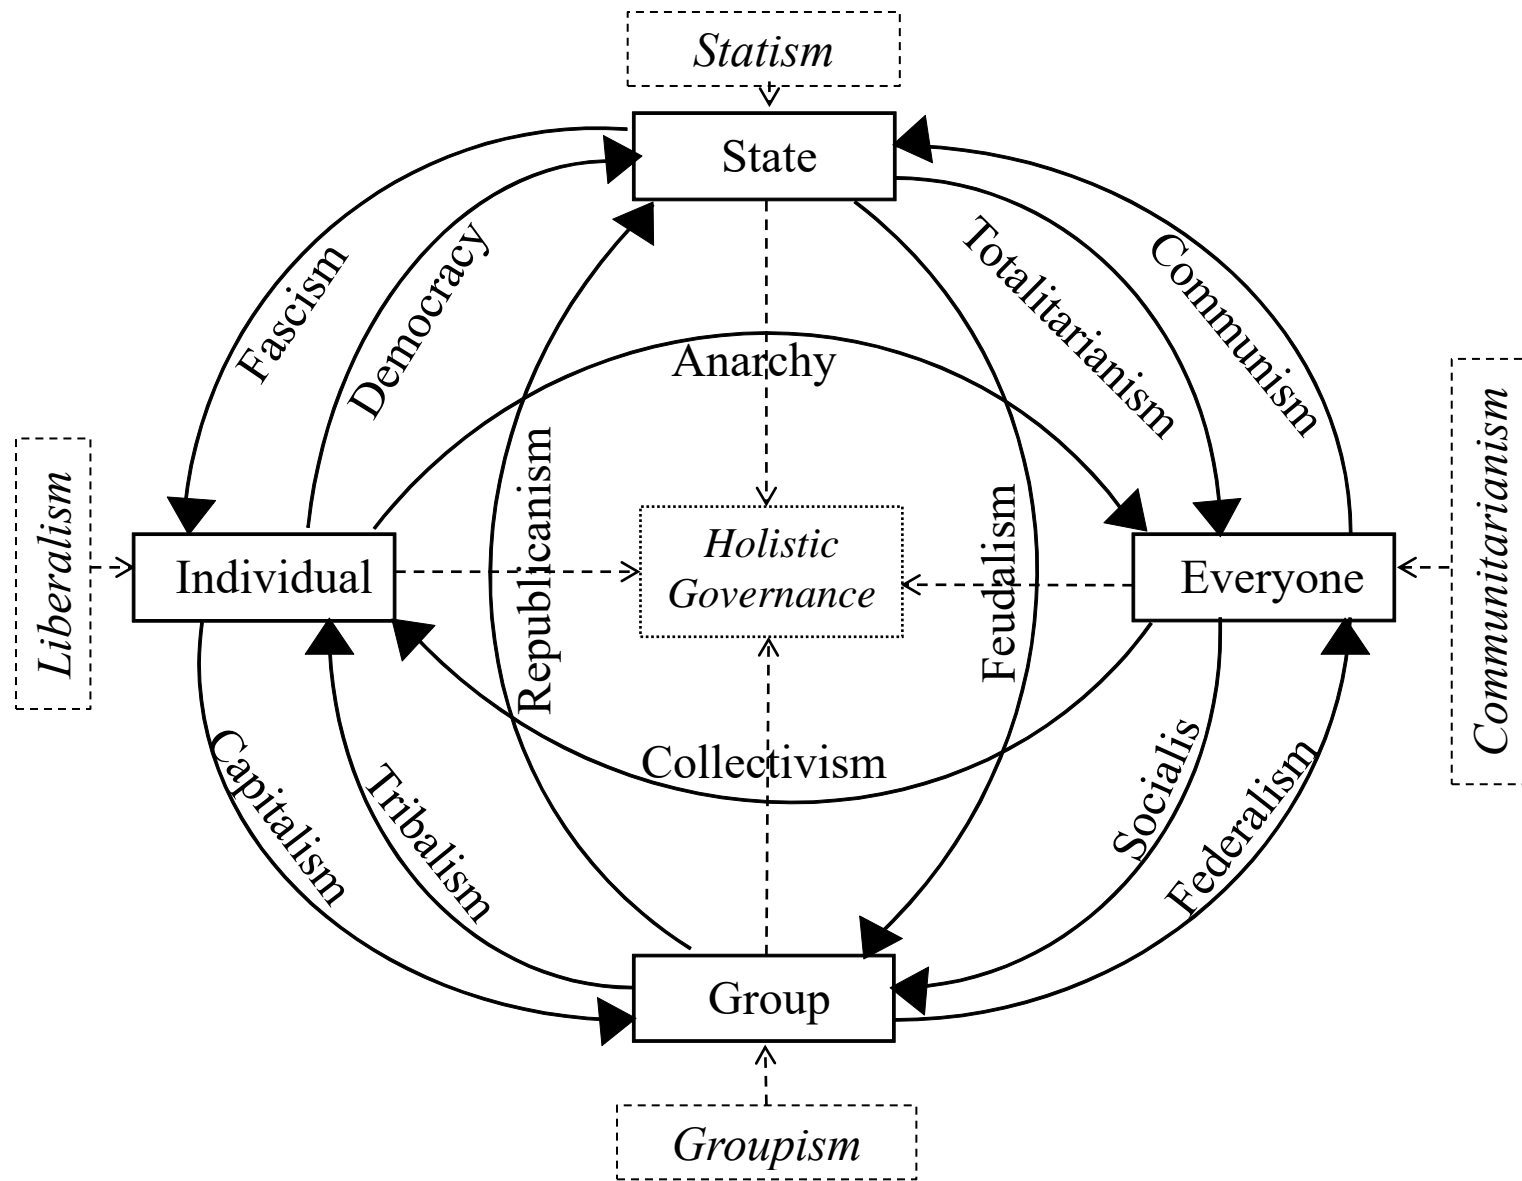 Statism
State
Fascism
Democracy
Totalitarianism
Communism
Anarchy
Liberalism
Individual
Republicanism
Holistic
Governance
Feudalism
Everyone
Communitarianism
Collectivism
Capitalism
Tribalism
Socialis
Federalism
Group
Groupism